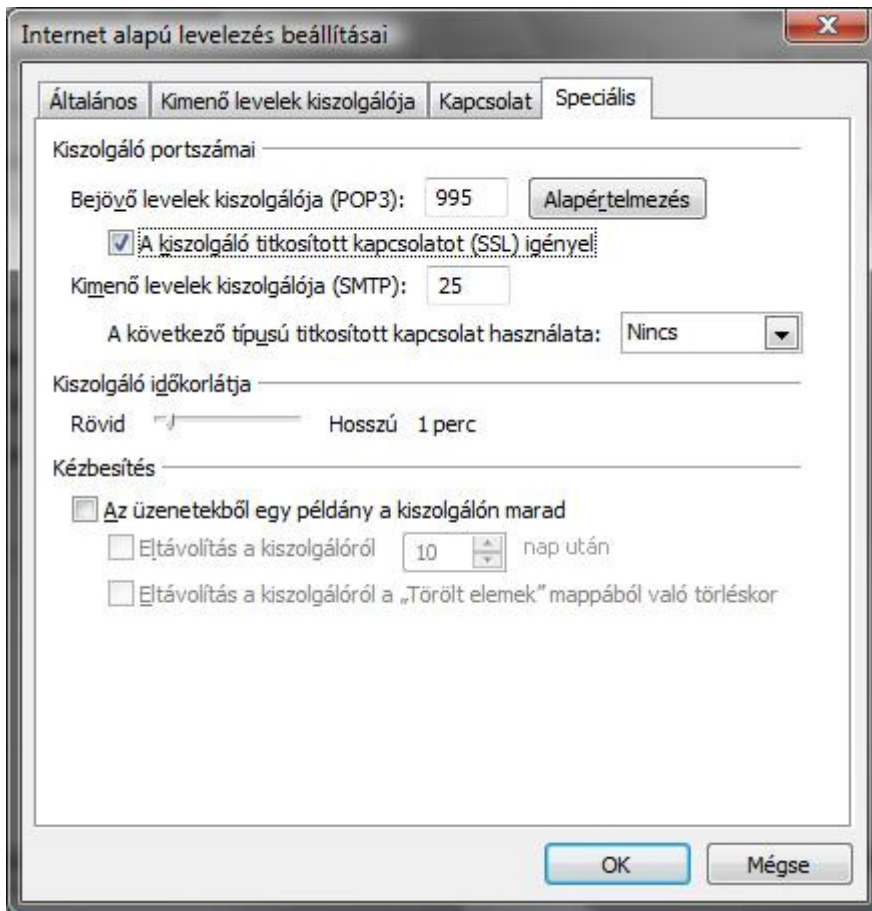 Internet alapú levelezés beállításai
Általános Kimenő levelek kiszolgálója Kapcsolat Speciális
Kiszolgáló portszámai
Bejövő levelek kiszolgálója (POP3): 995 Alapértelmezés
A kiszolgáló titkosított kapcsolatot (SSL) igényel
Kimenő levelek kiszolgálója (SMTP): 25
A következő típusú titkosított kapcsolat használata: Nincs
Kiszolgáló időkorlátja
Rövid Hosszú 1 perc
Kézbesítés
Az üzenetekből egy példány a kiszolgálón marad
Eltávolítás a kiszolgálóról 10 nap után
Eltávolítás a kiszolgálóról a „Törölt elemek” mappából való törléskor
OK Mégse